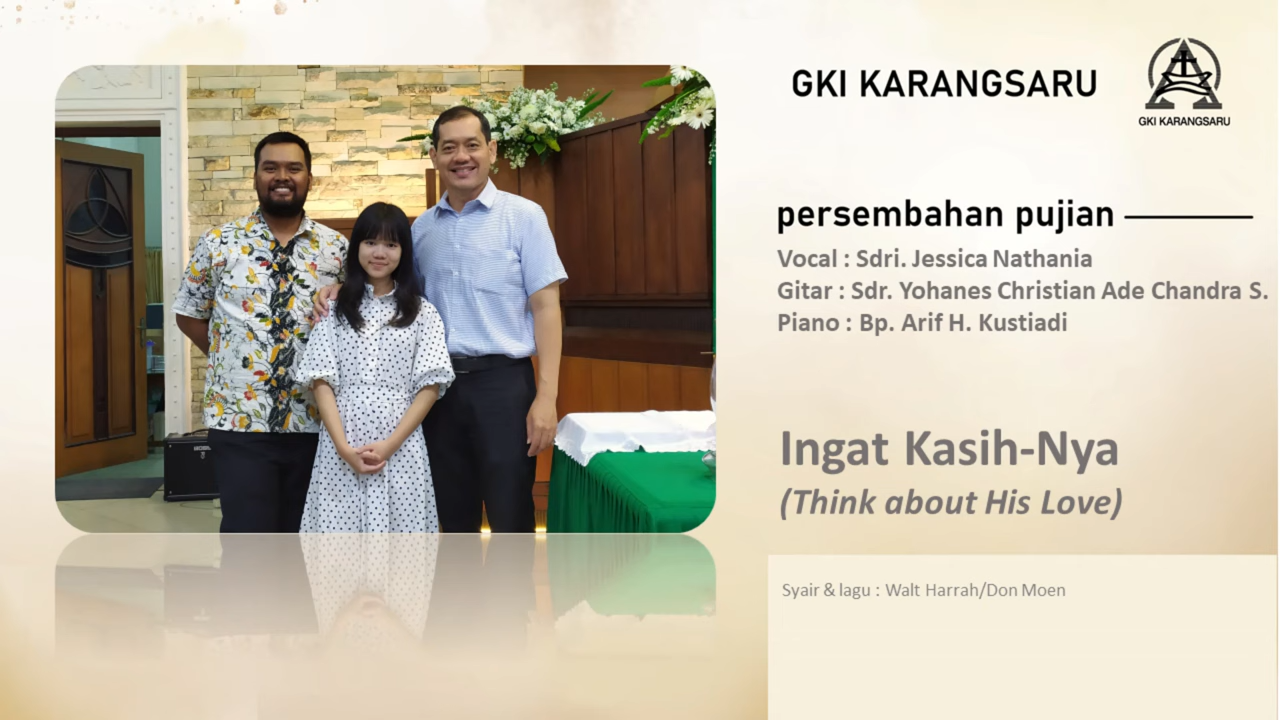 GKI KARANGSARU
GKI KARANGSARU
persembahan pujian
Vocal : Sdri. Jessica Nathania
Gitar : Sdr. Yohanes Christian Ade Chandra S.
Piano : Bp. Arif H. Kustiadi
Ingat Kasih-Nya
(Think about His Love)
Syair & lagu : Walt Harrah/Don Moen